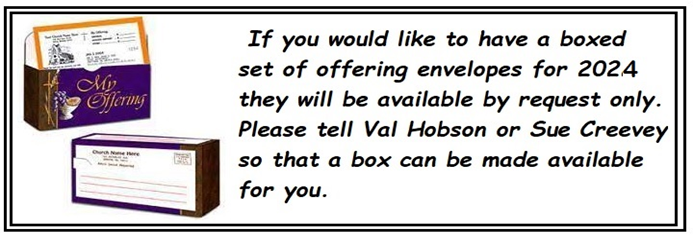 My
Offering
Church Name Here
If you would like to have a boxed
set of offering envelopes for 2024
they will be available by request only.
Please tell Val Hobson or Sue Creevey
so that a box can be made available
for you.